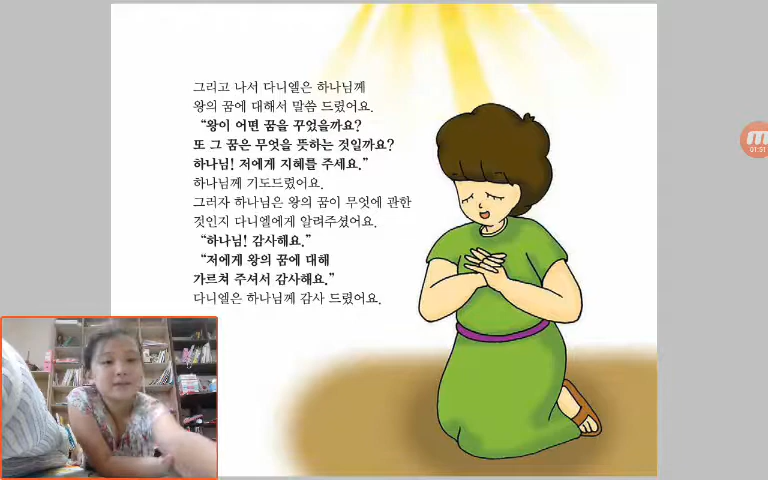 그리고 나서 다니엘은 하나님께
왕의 꿈에 대해서 말씀 드렸어요.
“왕이 어떤 꿈을 꾸었을까요?
또 그 꿈은 무엇을 뜻하는 것일까요?
하나님! 저에게 지혜를 주세요.”
하나님께 기도드렸어요.
그러자 하나님은 왕의 꿈이 무엇에 관한
것인지 다니엘에게 알려주셨어요.
“하나님! 감사해요.”
“저에게 왕의 꿈에 대해
가르쳐 주셔서 감사해요.”
다니엘은 하나님께 감사 드렸어요.
01:51